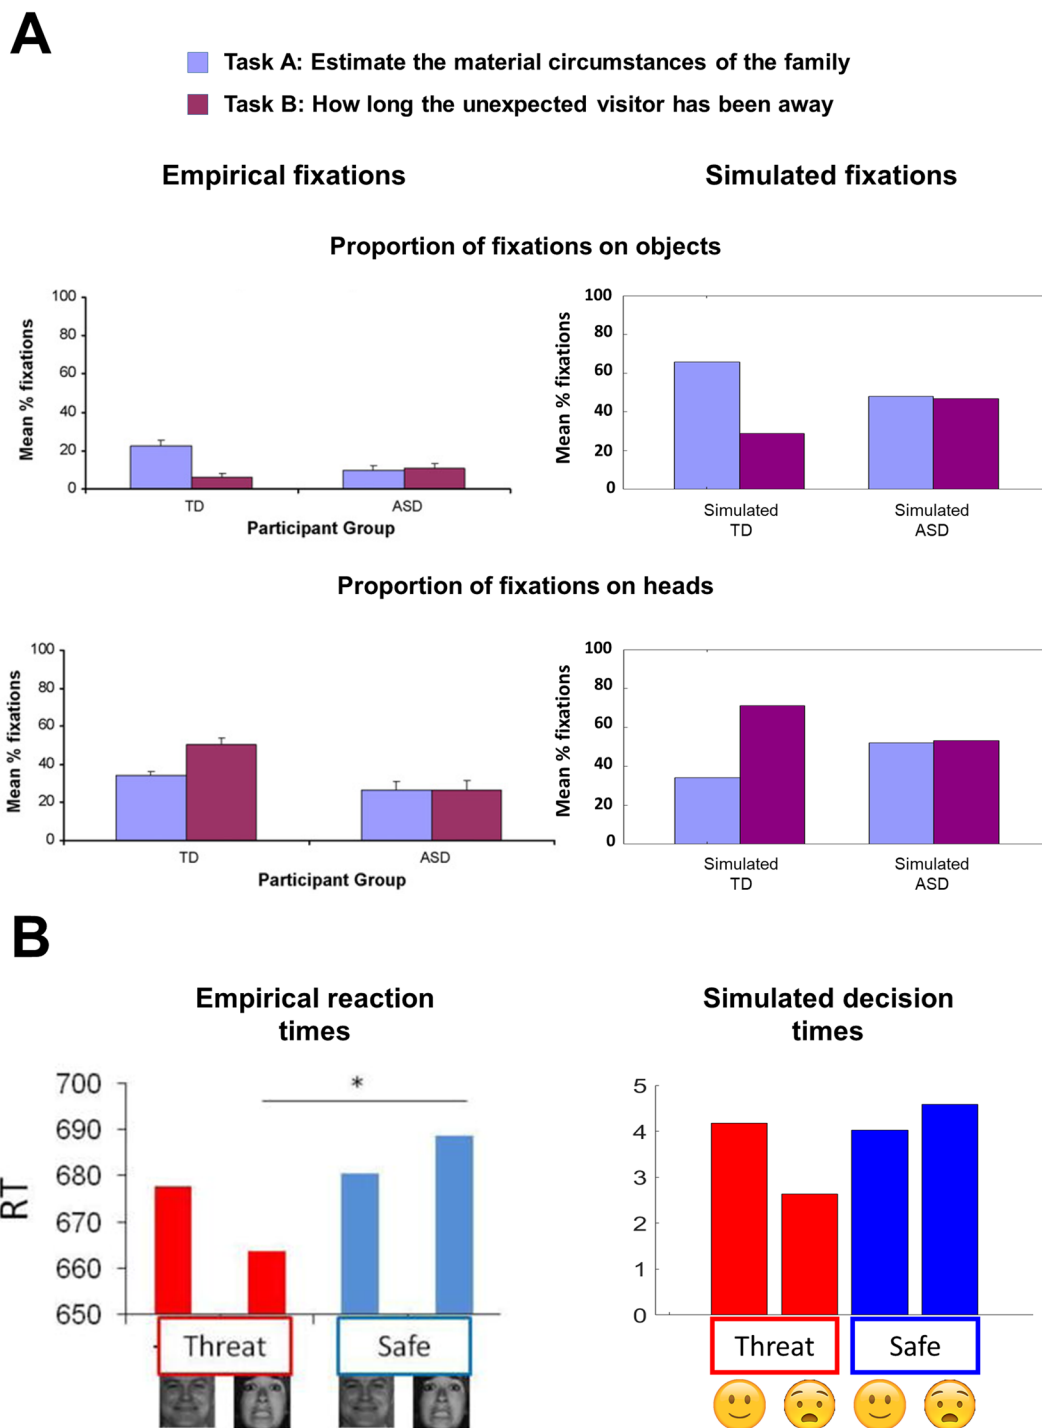 A
Task A: Estimate the material circumstances of the family
Task B: How long the unexpected visitor has been away
Empirical fixations
Simulated fixations
Proportion of fixations on objects
Mean % fixations
100
80
60
40
20
0
TD
ASD
Participant Group
Mean % fixations
100
80
60
40
20
0
Simulated
TD
Simulated
ASD
Proportion of fixations on heads
Mean % fixations
100
80
60
40
20
0
TD
ASD
Participant Group
Mean % fixations
100
80
60
40
20
0
Simulated
TD
Simulated
ASD
B
Empirical reaction
times
RT
700
690
680
670
660
650
*
Threat
Safe
Simulated decision
times
5
4
3
2
1
0
Threat
Safe